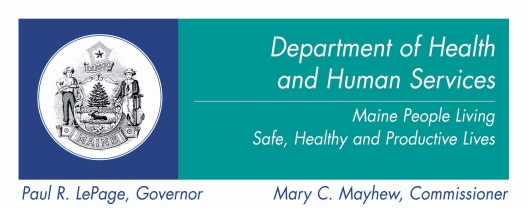 DIRIGO
MAINE
Department of Health
and Human Services
Maine People Living
Safe, Healthy and Productive Lives
Paul R. LePage, Governor
Mary C. Mayhew, Commissioner